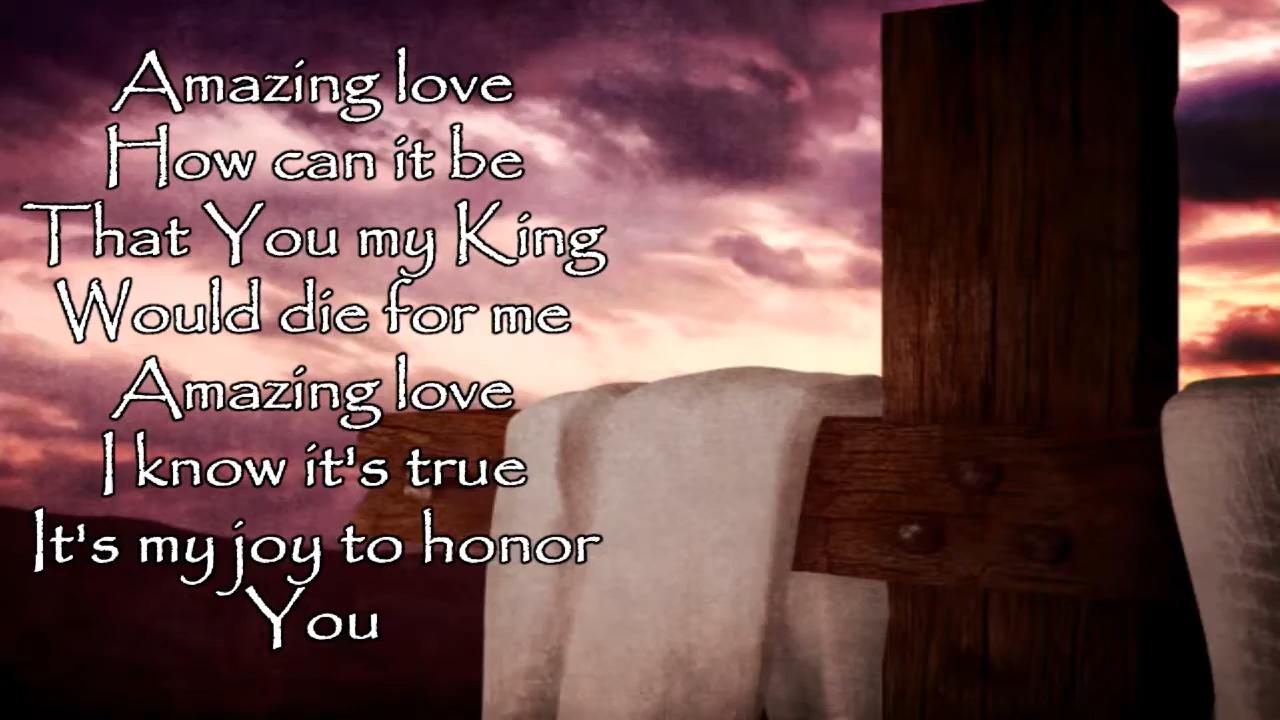 Amazing love
How can it be
That You my King
Would die for me
Amazing love
I know it's true
It's my joy to honor
You